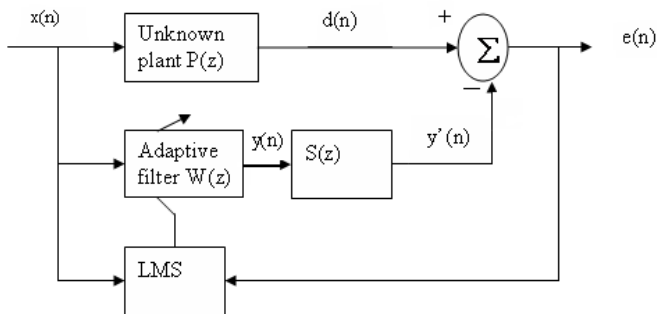 x(n)
Unknown
plant P(z)
d(n)
+
Σ
e(n)
−
Adaptive
filter W(z)
y(n)
S(z)
y'(n)
LMS